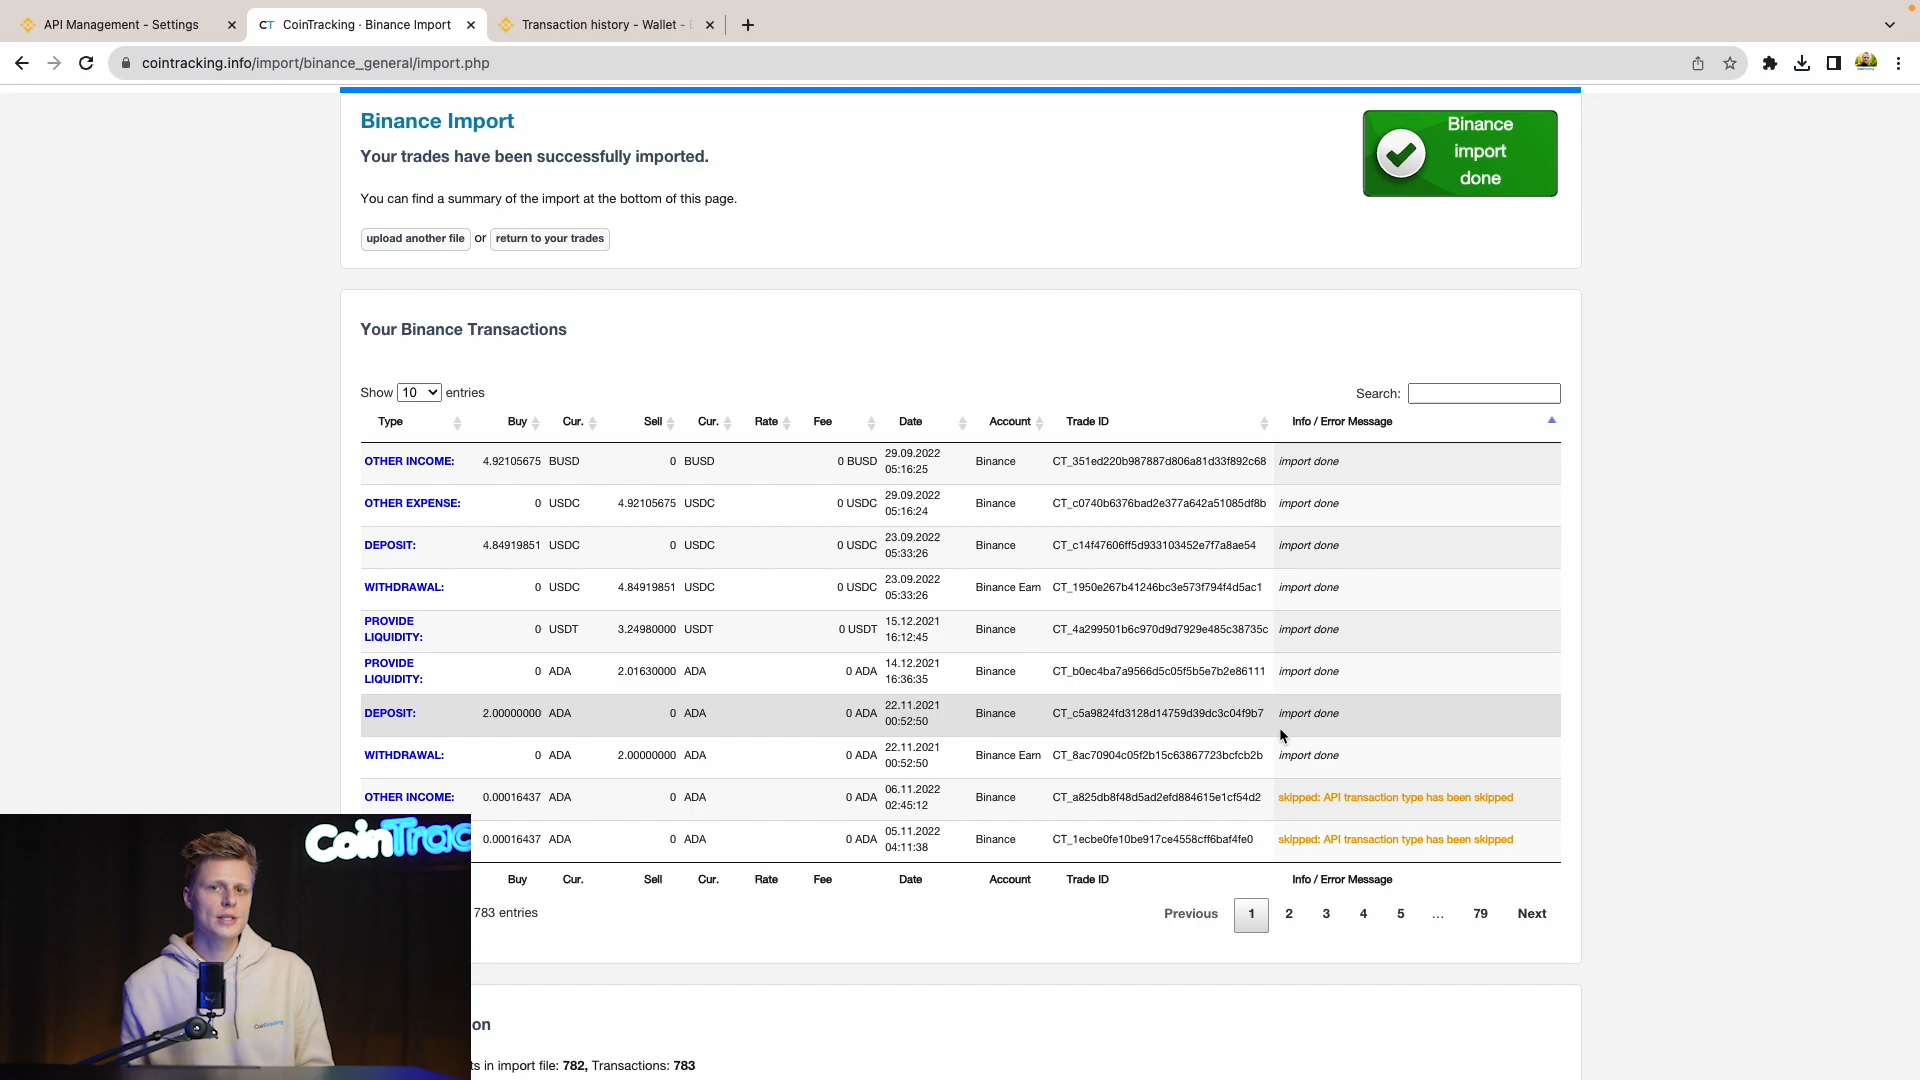 API Management - Settings
CT CoinTracking · Binance Import
Transaction history - Wallet -
cointracking.info/import/binance_general/import.php
Binance Import
Your trades have been successfully imported.
You can find a summary of the import at the bottom of this page.
upload another file or return to your trades
Binance
import
done
Your Binance Transactions
Show 10 entries
Search:
Type Buy Cur. Sell Cur. Rate Fee Date Account Trade ID Info / Error Message
OTHER INCOME: 4.92105675 BUSD 0 BUSD 0 BUSD 29.09.2022 05:16:25 Binance CT_351ed220b987887d806a81d33f892c68 import done
OTHER EXPENSE: 0 USDC 4.92105675 USDC 0 USDC 29.09.2022 05:16:24 Binance CT_c0740b6376bad2e377a642a51085df8b import done
DEPOSIT: 4.84919851 USDC 0 USDC 0 USDC 23.09.2022 05:33:26 Binance CT_c14f47606ff5d933103452e7f7a8ae54 import done
WITHDRAWAL: 0 USDC 4.84919851 USDC 0 USDC 23.09.2022 05:33:26 Binance Earn CT_1950e267b41246bc3e573f794f4d5ac1 import done
PROVIDE LIQUIDITY: 0 USDT 3.24980000 USDT 0 USDT 15.12.2021 16:12:45 Binance CT_4a299501b6c970d9d7929e485c38735c import done
PROVIDE LIQUIDITY: 0 ADA 2.01630000 ADA 0 ADA 14.12.2021 16:36:35 Binance CT_b0ec4ba7a9566d5c05f5b5e7b2e86111 import done
DEPOSIT: 2.00000000 ADA 0 ADA 0 ADA 22.11.2021 00:52:50 Binance CT_c5a9824fd3128d14759d39dc3c04f9b7 import done
WITHDRAWAL: 0 ADA 2.00000000 ADA 0 ADA 22.11.2021 00:52:50 Binance Earn CT_8ac70904c05f2b15c63867723bcfcb2b import done
OTHER INCOME: 0.00016437 ADA 0 ADA 0 ADA 06.11.2022 02:45:12 Binance CT_a825db8f48d5ad2efd884615e1cf54d2 skipped: API transaction type has been skipped
0.00016437 ADA 0 ADA 0 ADA 05.11.2022 04:11:38 Binance CT_1ecbe0fe10be917ce4558cff6baf4fe0 skipped: API transaction type has been skipped
Buy Cur. Sell Cur. Rate Fee Date Account Trade ID Info / Error Message
783 entries
Previous 1 2 3 4 5 … 79 Next
on
ts in import file: 782, Transactions: 783
CoinTrac
CoinTracking